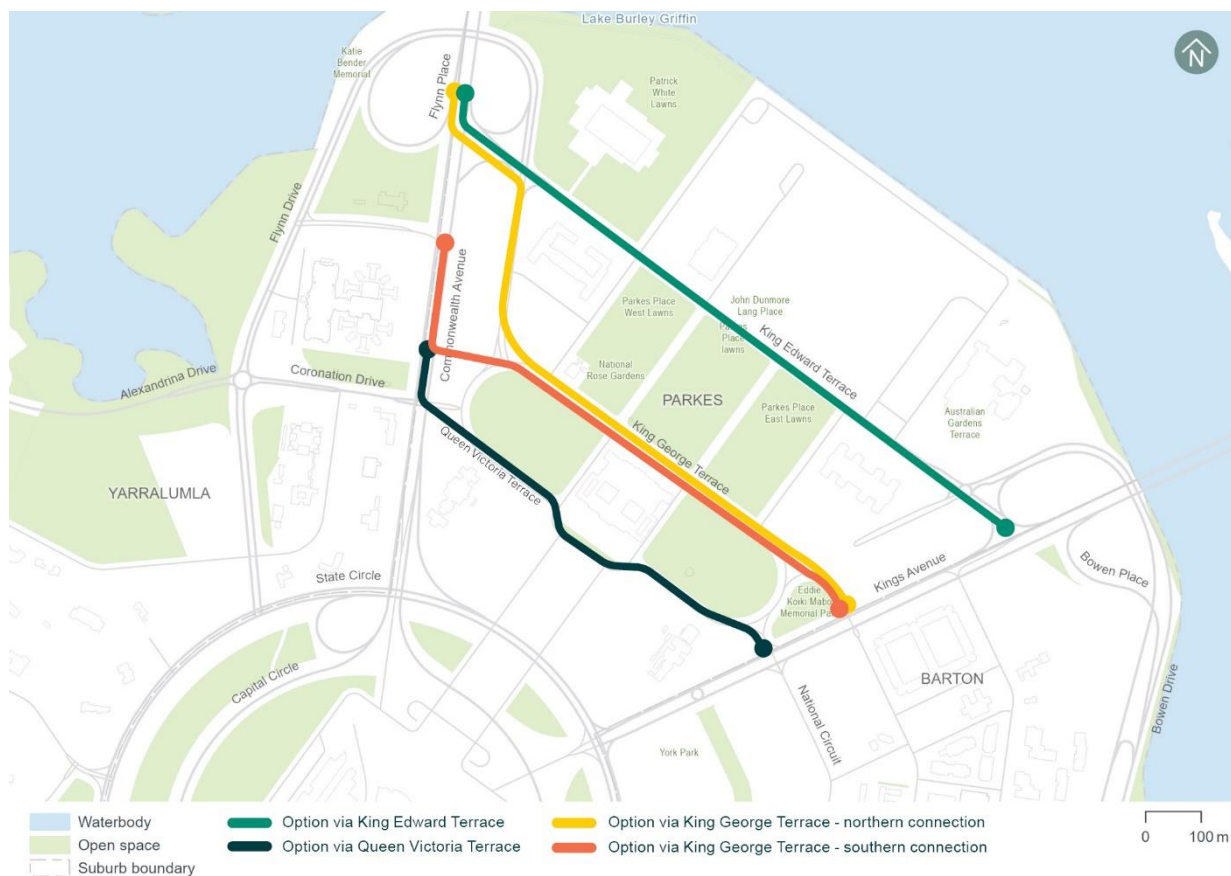 Lake Burley Griffin
N
Katie
Bender
Memorial
Flynn Place
Patrick
White
Lawns
Flynn Drive
Commonwealth Avenue
Parkes Place
West Lawns
John Dunmore
Lang Place
Parkes
Place
lawns
King Edward Terrace
National
Rose Gardens
Alexandrina Drive
Coronation Drive
PARKES
Parkes Place
East Lawns
Australian
Gardens
Terrace
Queen Victoria Terrace
King George Terrace
YARRALUMLA
State Circle
Kings Avenue
Bowen Place
Eddie
Koiki Mabo
Memorial
Capital Circle
BARTON
National Circuit
Bowen Drive
York Park
Waterbody
Open space
Suburb boundary
Option via King Edward Terrace
Option via Queen Victoria Terrace
Option via King George Terrace - northern connection
Option via King George Terrace - southern connection
0 100 m